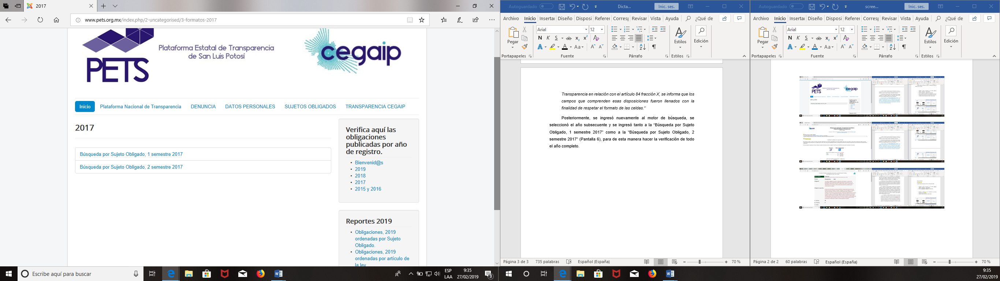 2017
www.pets.org.mx/index.php/2-uncategorised/3-formatos-2017
PETS
Plataforma Estatal de Transparencia
de San Luis Potosí
cegaip
Inicio
Plataforma Nacional de Transparencia
DENUNCIA
DATOS PERSONALES
SUJETOS OBLIGADOS
TRANSPARENCIA CEGAIP
2017
Búsqueda por Sujeto Obligado, 1 semestre 2017
Búsqueda por Sujeto Obligado, 2 semestre 2017
Verifica aquí las
obligaciones
publicadas por año
de registro.
Bienvenid@s
2019
2018
2017
2015 y 2016
Reportes 2019
Obligaciones, 2019
ordenadas por Sujeto
Obligado.
Obligaciones, 2019
ordenadas por artículo de
la ley
Escribe aquí para buscar
ESP
LAA
9:35
27/02/2019
3
Autoguardado
Dicta...
Inic. ses.
Archivo Inicio Insertar Diseño Disposi Referen Corresp Revisar Vista Ayuda ¿Qué de
Pegar
Arial
12
N K S ab x₂ x²
Aa
Estilos
Edición
Portapapeles
Fuente
Párrafo
Estilos
Transparencia en relación con el artículo 84 fracción X, se informa que los
campos que comprenden esas disposiciones fueron llenados con la
finalidad de respetar el formato de las celdas.”
Posteriormente, se ingresó nuevamente al motor de búsqueda, se
seleccionó el año subsecuente y se ingresó tanto a la “Búsqueda por Sujeto
Obligado, 1 semestre 2017” como a la “Búsqueda por Sujeto Obligado, 2
semestre 2017” (Pantalla 6), para de esta manera hacer la verificación de todo
el año completo.
Página 3 de 3
735 palabras
Español (España)
70 %
Autoguardado
scree...
Inic. ses.
Archivo Inicio Insertar Diseño Disposi Referen Corresp Revisar Vista Ayuda ¿Qué de
Pegar
Arial
12
N K S ab x₂ x²
Aa
Estilos
Edición
Portapapeles
Fuente
Párrafo
Estilos
PETS
cegaip
Página 2 de 2
60 palabras
Español (España)
70 %
9:35
27/02/2019